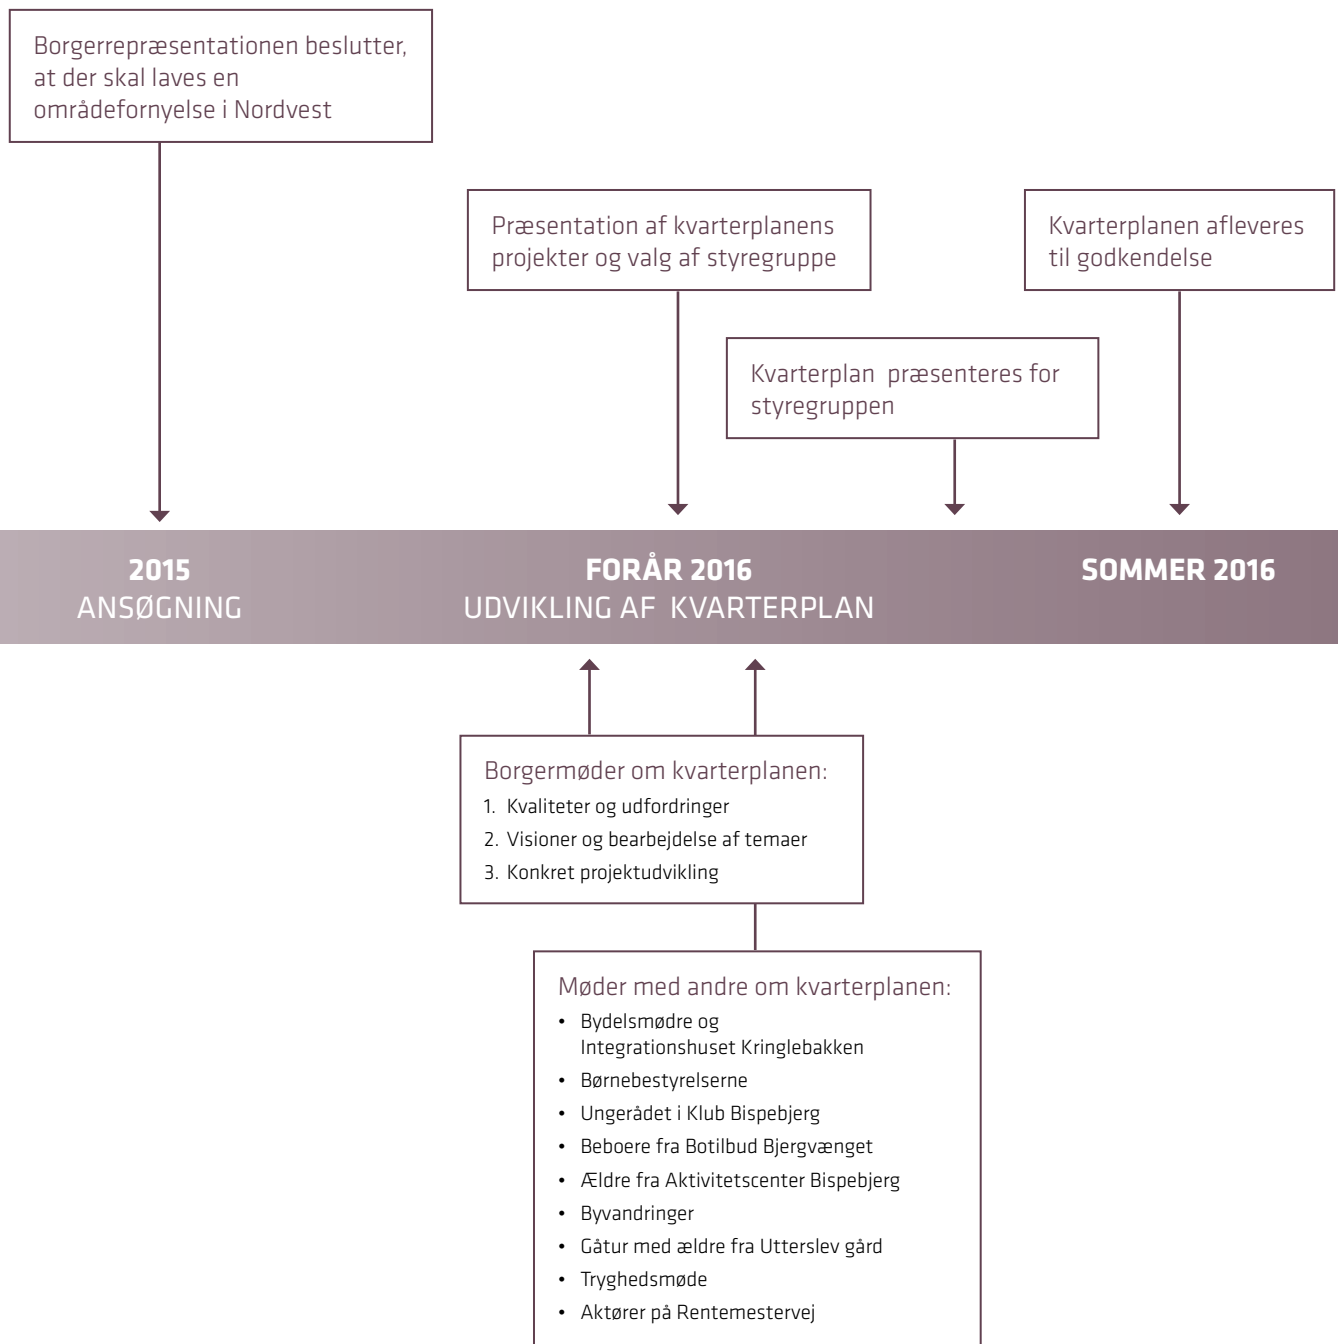 Borgerrepræsentationen beslutter,
at der skal laves en
områdefornyelse i Nordvest
Præsentation af kvarterplanens
projekter og valg af styregruppe
Kvarterplanen afleveres
til godkendelse
Kvarterplan præsenteres for
styregruppen
2015
ANSØGNING
FORÅR 2016
UDVIKLING AF KVARTERPLAN
SOMMER 2016
Borgermøder om kvarterplanen:
1. Kvaliteter og udfordringer
2. Visioner og bearbejdelse af temaer
3. Konkret projektudvikling
Møder med andre om kvarterplanen:
• Bydelsmødre og
Integrationshuset Kringlebakken
• Børnebestyrelserne
• Ungerådet i Klub Bispebjerg
• Beboere fra Botilbud Bjergvænget
• Ældre fra Aktivitetscenter Bispebjerg
• Byvandringer
• Gåtur med ældre fra Utterslev gård
• Tryghedsmøde
• Aktører på Rentemestervej